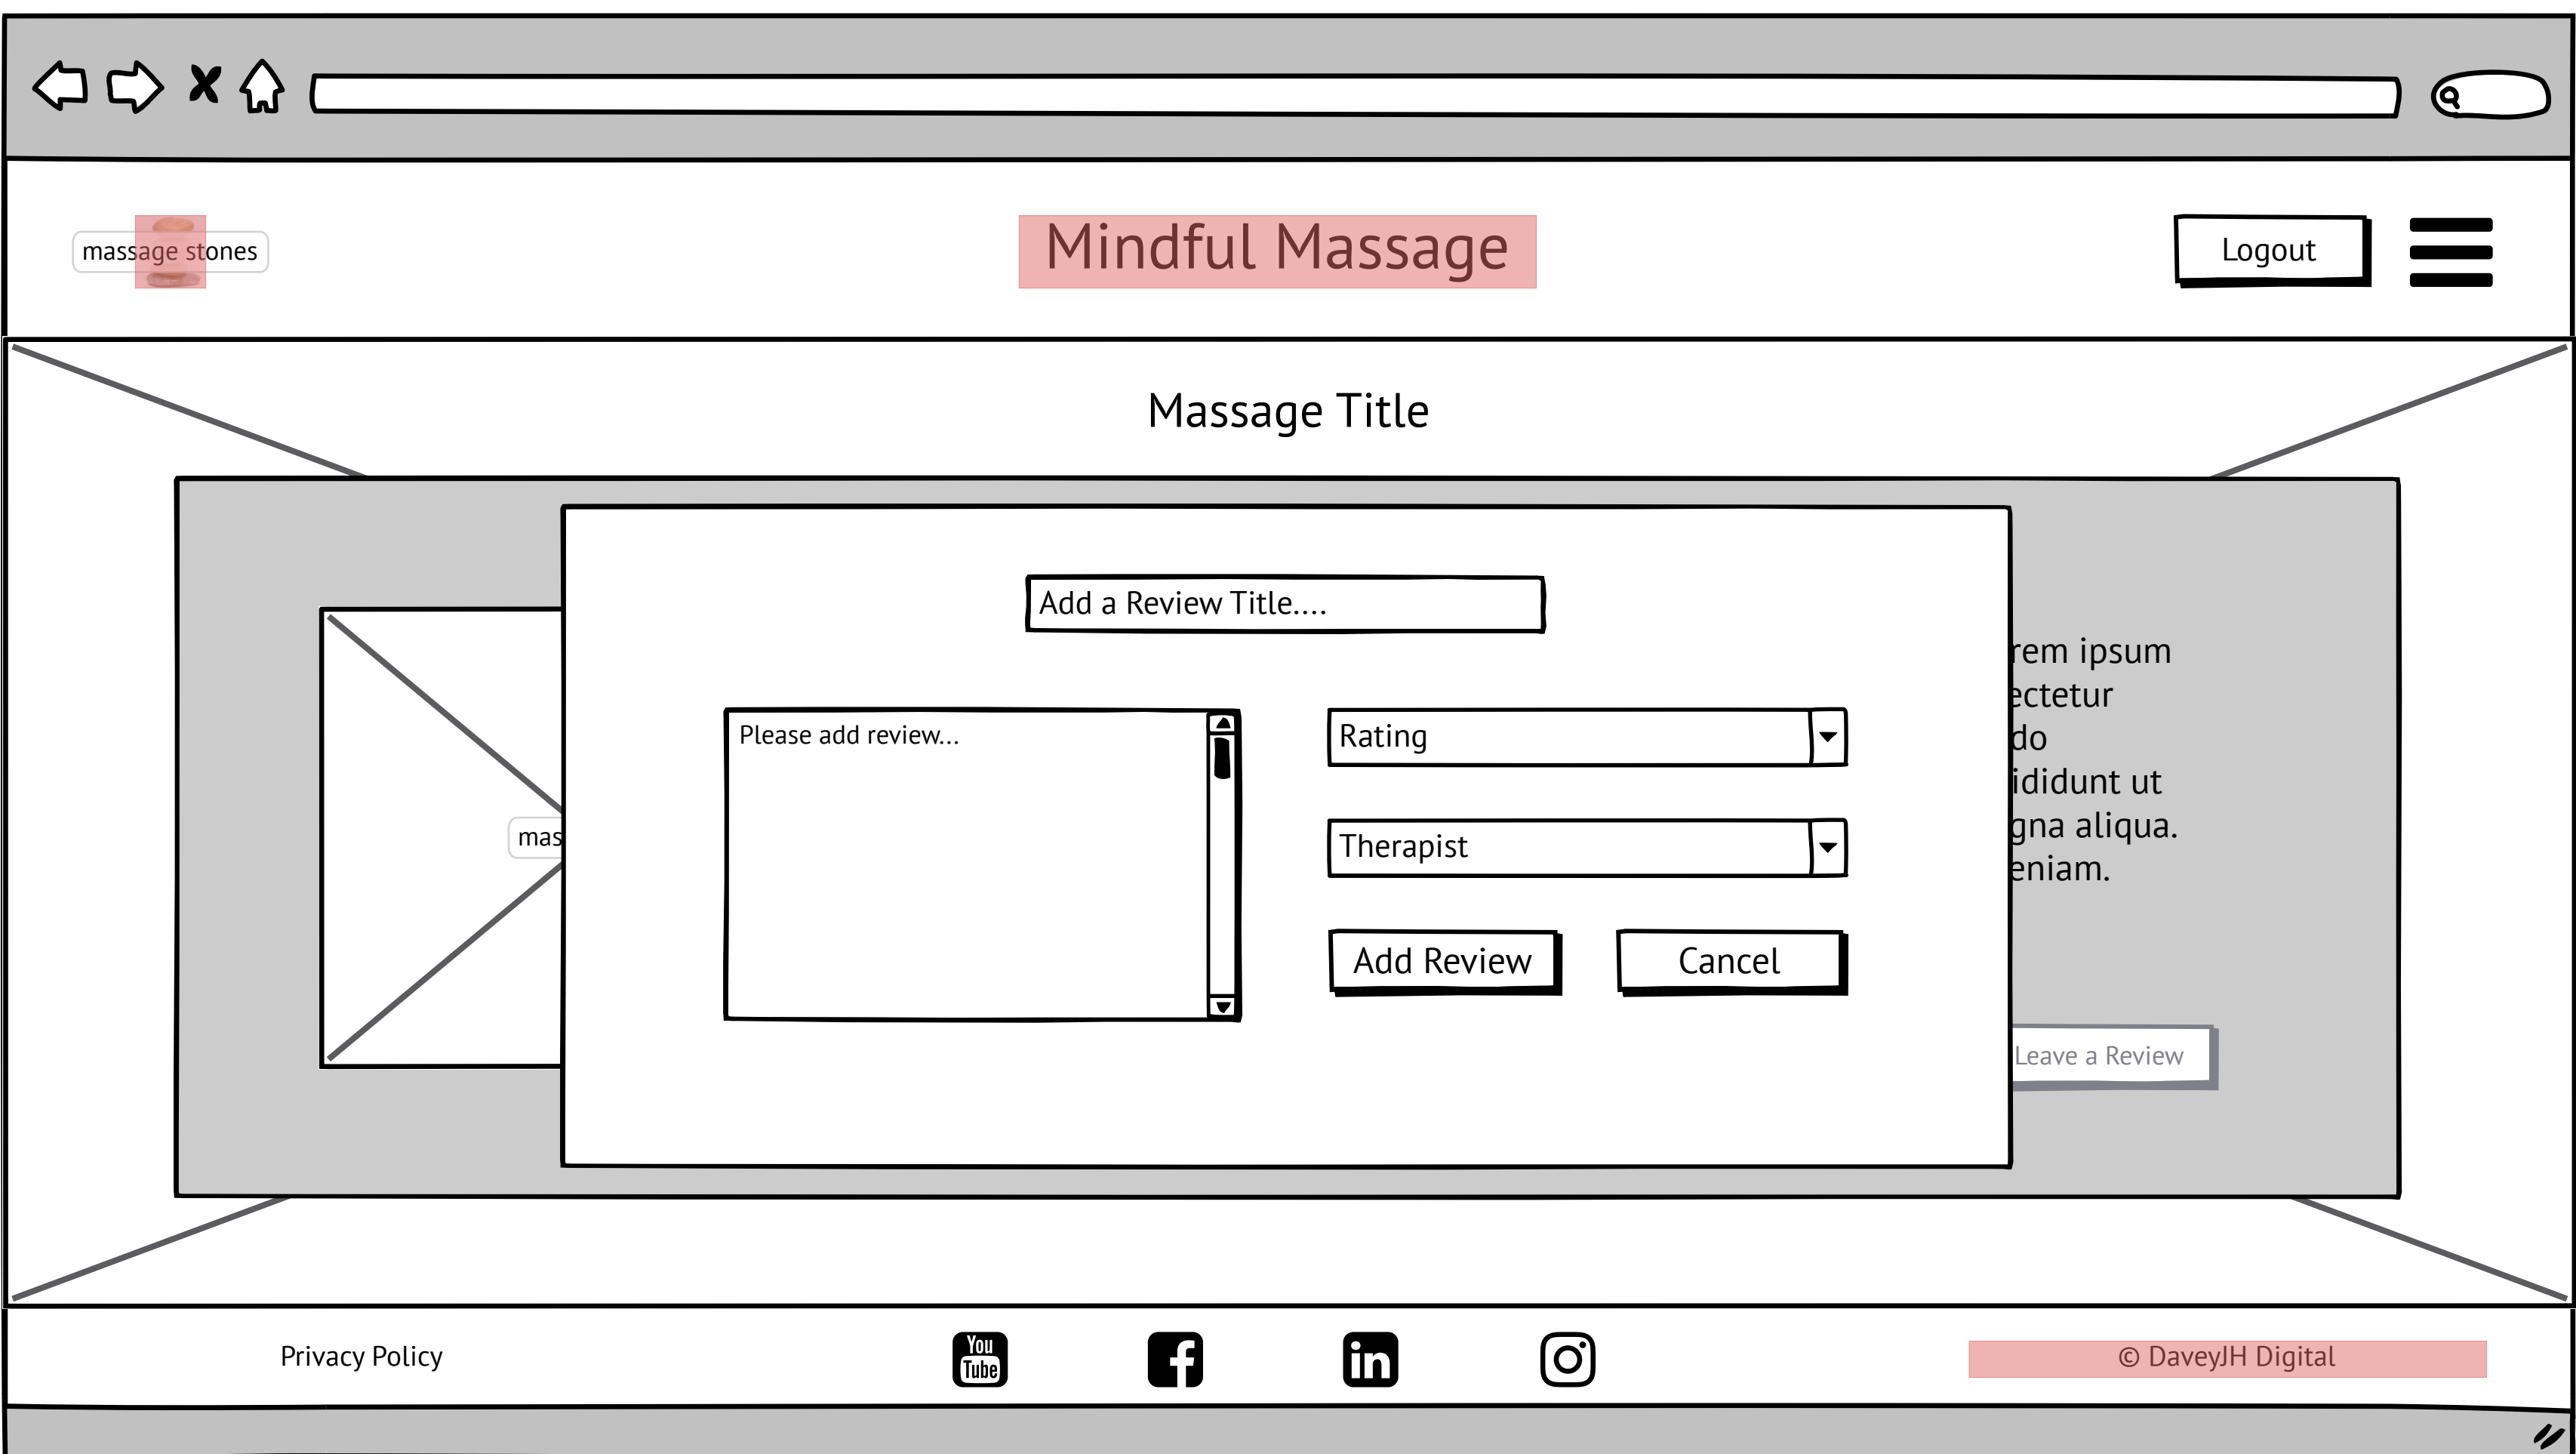 massage stones
Mindful Massage
Logout
Massage Title
Add a Review Title....
rem ipsum
ectetur
do
Please add review...
Rating
ididunt ut
mas
Therapist
gna aliqua.
eniam.
Add Review
Cancel
Leave a Review
Privacy Policy
You
Tube
f
in
© DaveyJH Digital